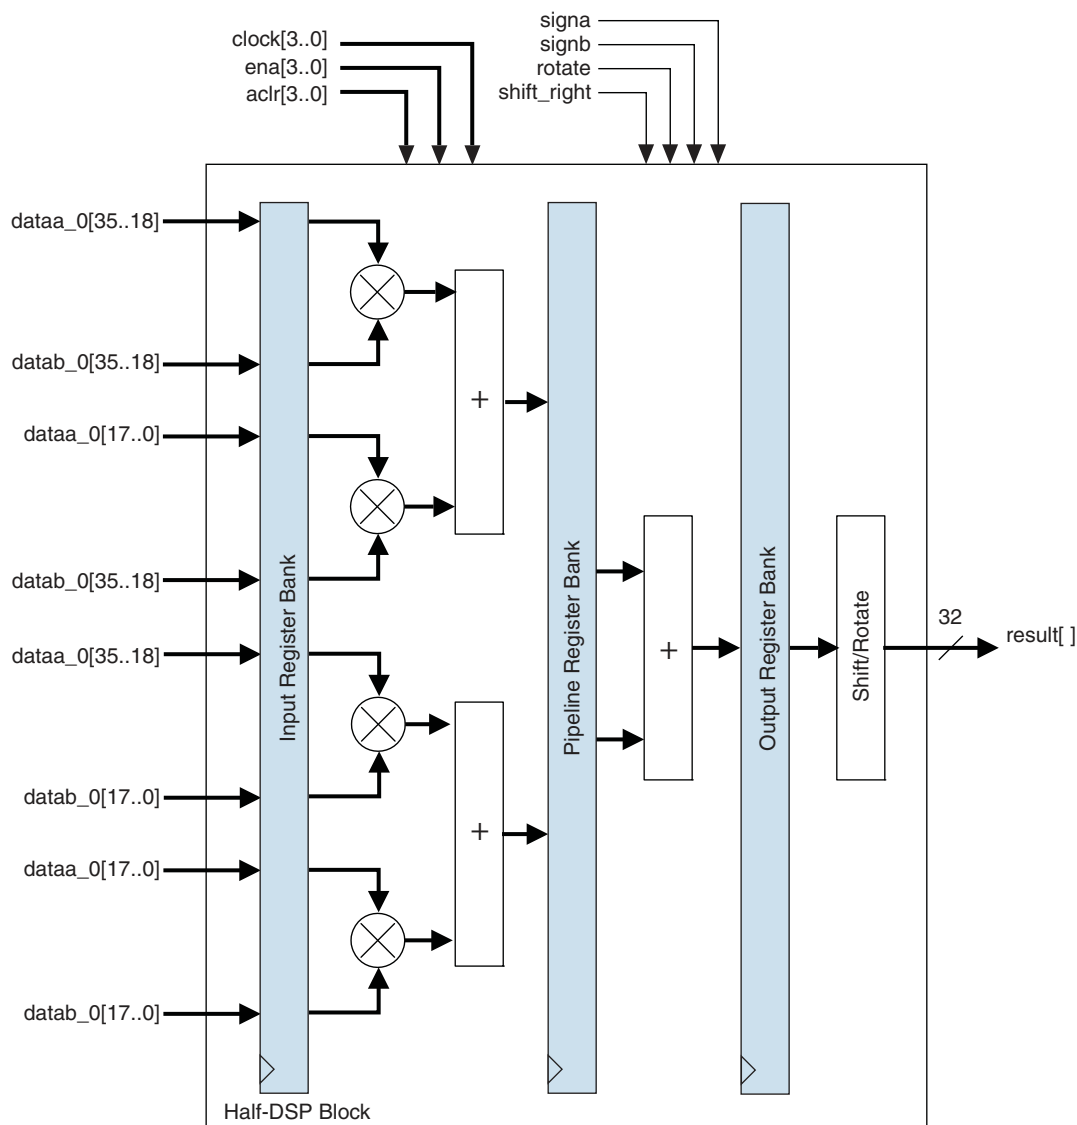 signa
clock[3..0]
signb
ena[3..0]
rotate
aclr[3..0]
shift_right
dataa_0[35..18]
datab_0[35..18]
+
dataa_0[17..0]
datab_0[35..18]
Input Register Bank
Pipeline Register Bank
Output Register Bank
Shift/Rotate
32
result[ ]
dataa_0[35..18]
+
datab_0[17..0]
+
dataa_0[17..0]
datab_0[17..0]
Half-DSP Block